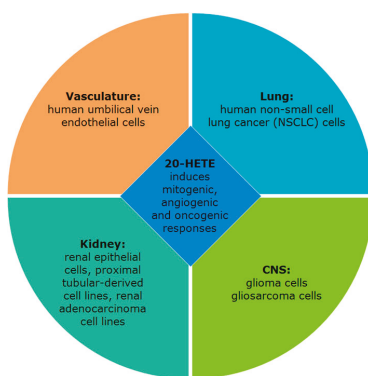 Vasculature:
human umbilical vein
endothelial cells
Lung:
human non-small cell
lung cancer (NSCLC) cells
20-HETE
induces
mitogenic,
angiogenic
and oncogenic
responses
Kidney:
renal epithelial
cells, proximal
tubular-derived
cell lines, renal
adenocarcinoma
cell lines
CNS:
glioma cells
gliosarcoma cells